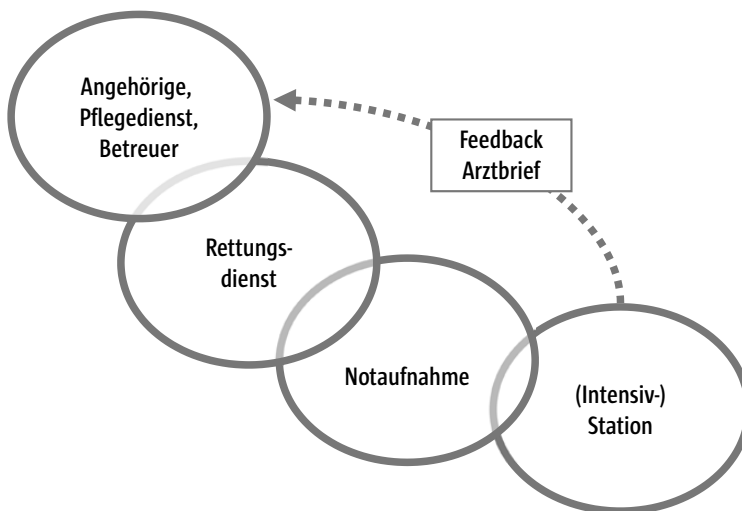 Angehörige,
Pflegedienst,
Betreuer
Feedback
Arztbrief
Rettungs-
dienst
Notaufnahme
(Intensiv-)
Station